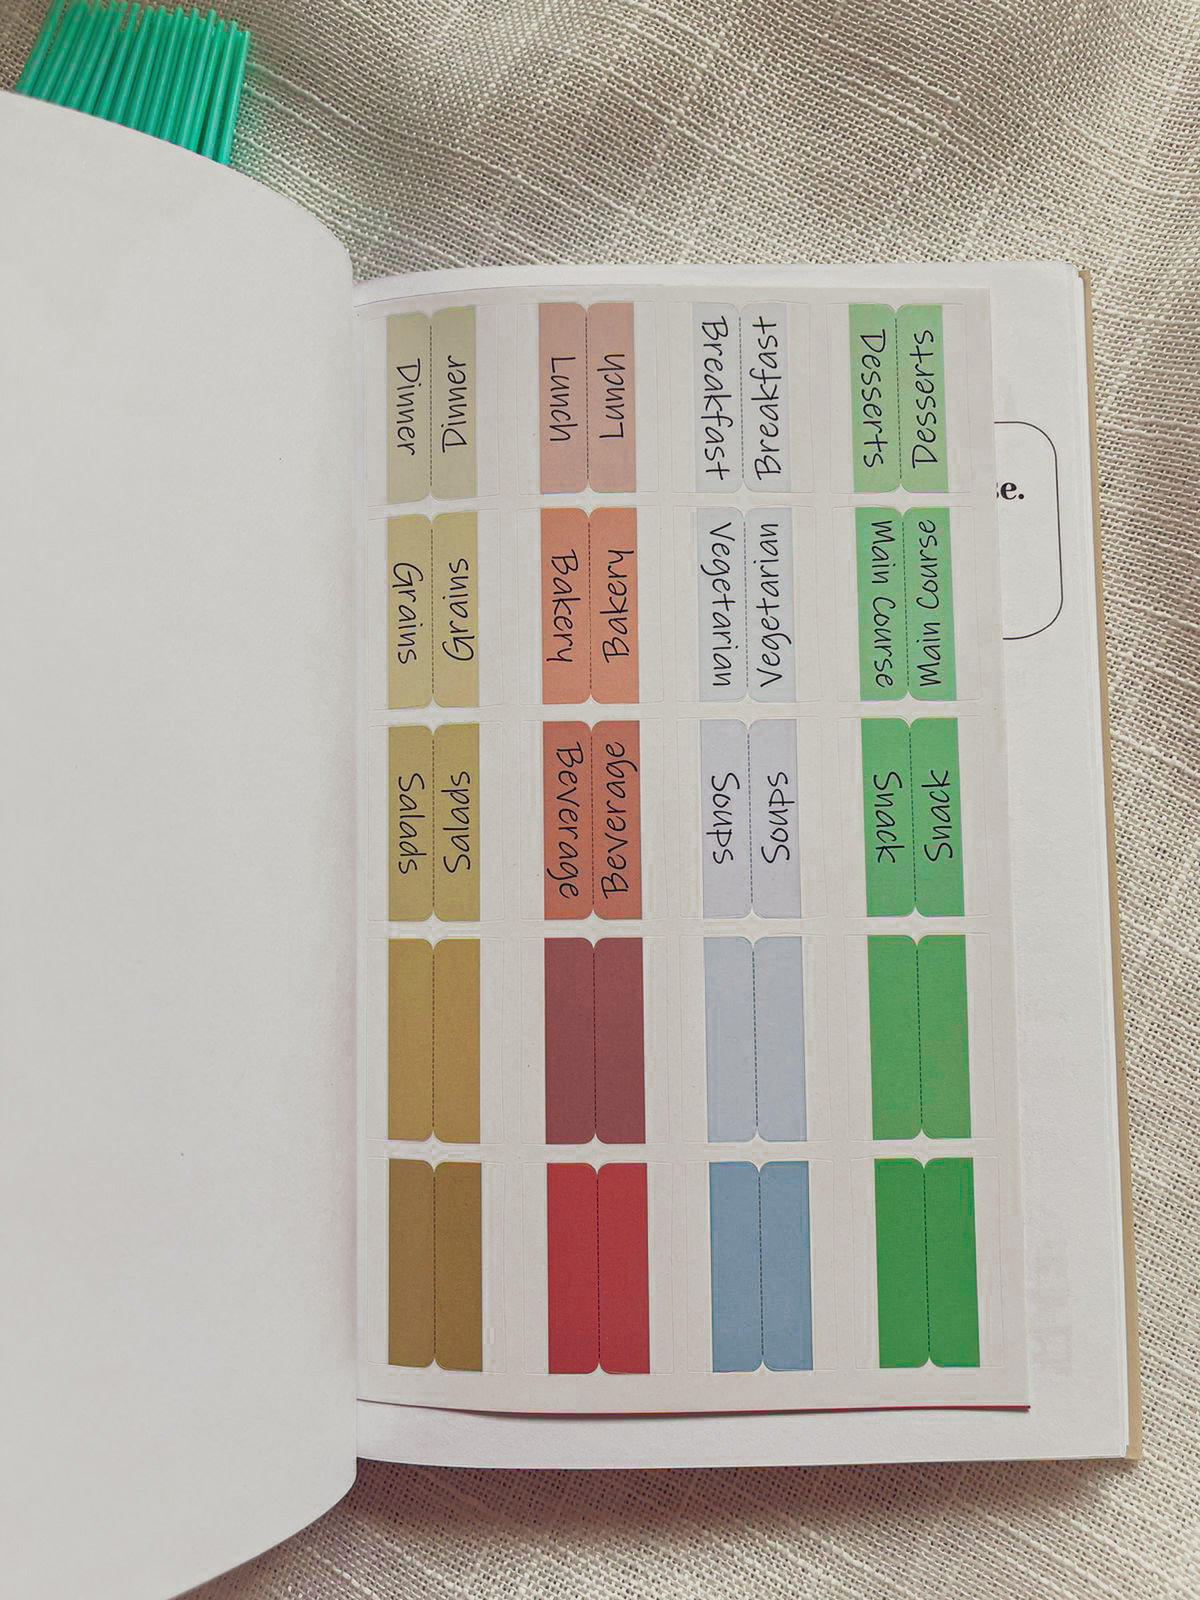 Dinner
Dinner
Lunch
Lunch
Breakfast
Breakfast
Desserts
Desserts
Grains
Grains
Bakery
Bakery
Vegetarian
Vegetarian
Main Course
Main Course
Salads
Salads
Beverage
Beverage
Soups
Soups
Snack
Snack
se.